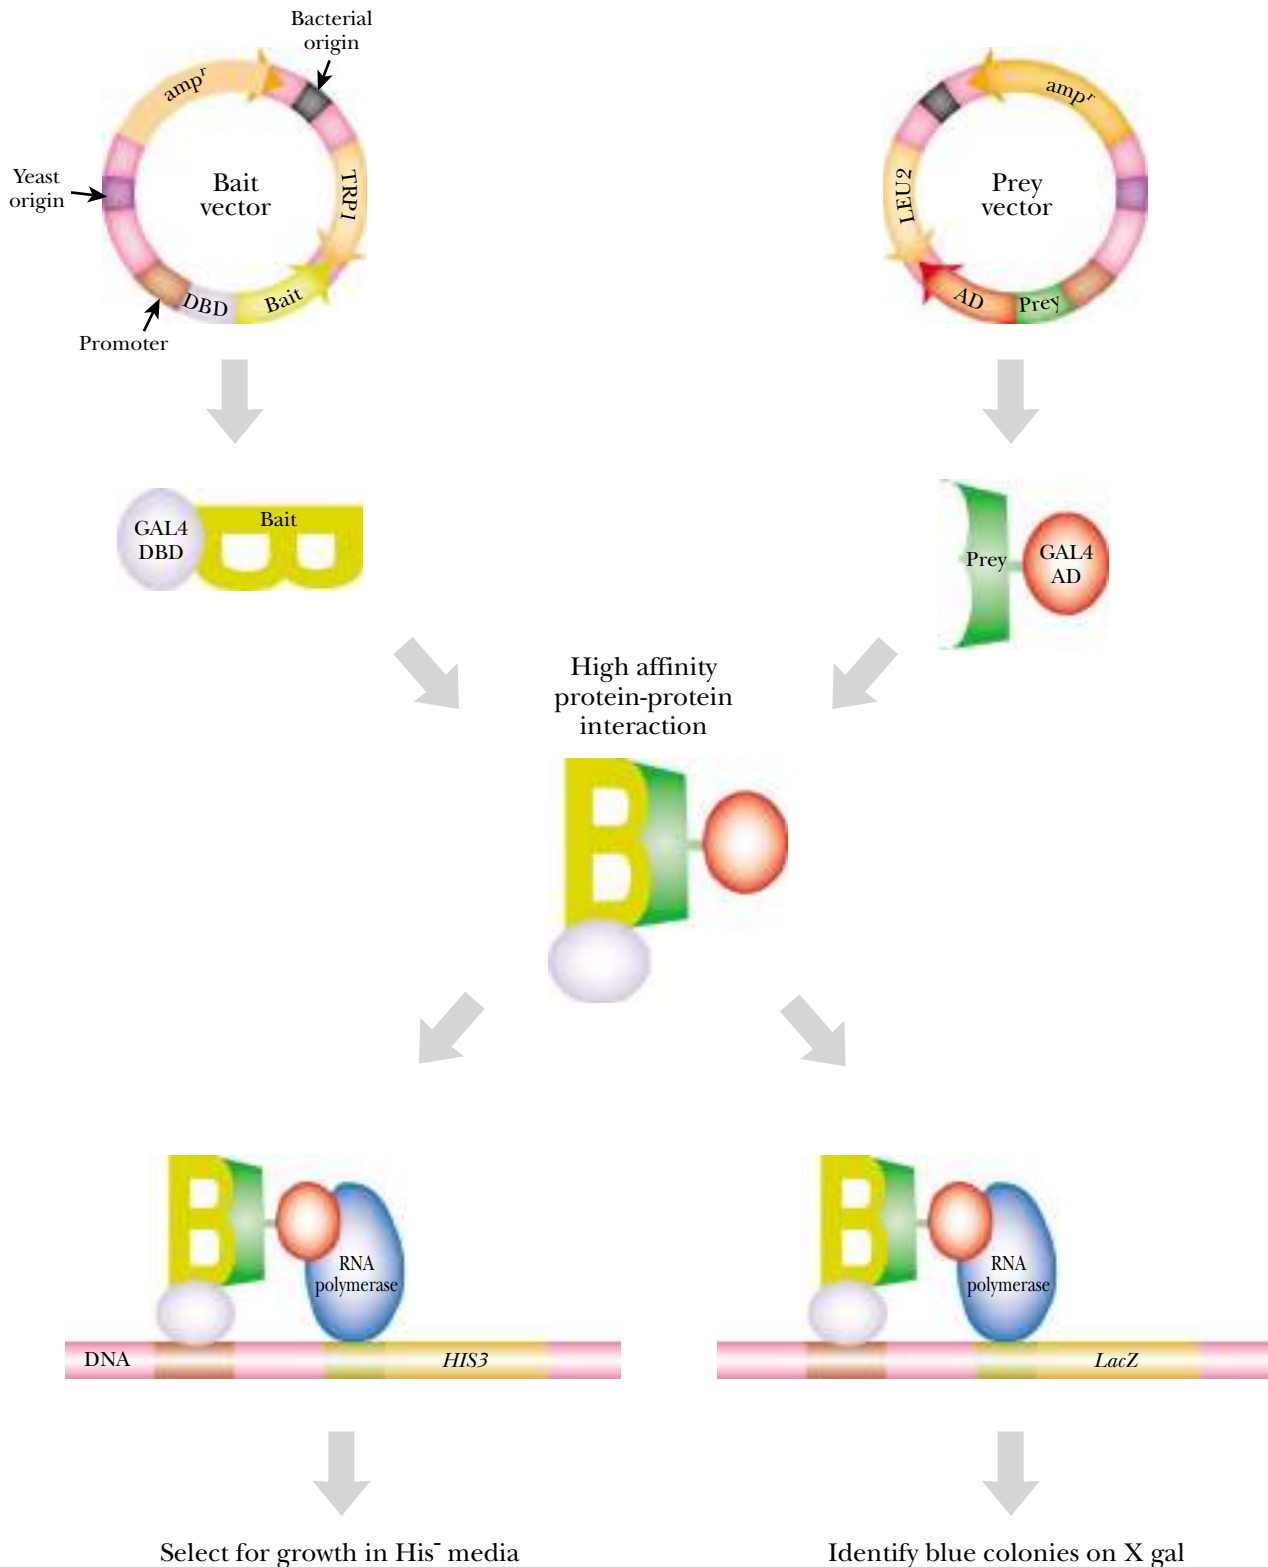 Bacterial
origin
amp^r
Yeast
origin
Bait
vector
TRP1
DBD
Bait
Promoter
amp^r
LEU2
Prey
vector
AD
Prey
GAL4
DBD
Bait
Prey
GAL4
AD
High affinity
protein-protein
interaction
RNA
polymerase
DNA
HIS3
RNA
polymerase
LacZ
Select for growth in His⁻ media
Identify blue colonies on X gal